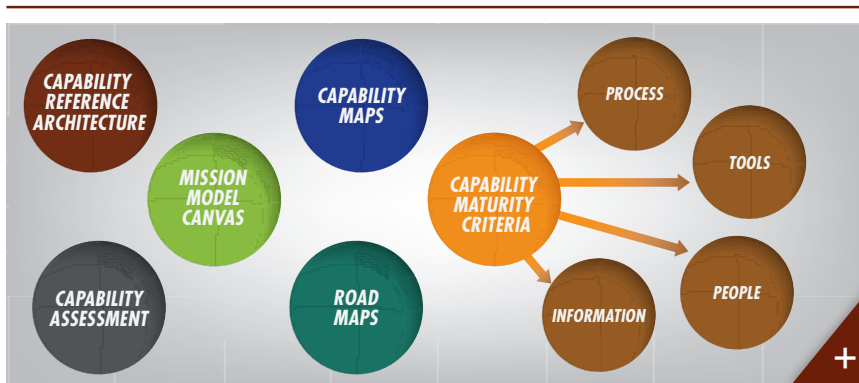 CAPABILITY
REFERENCE
ARCHITECTURE
CAPABILITY
MAPS
PROCESS
TOOLS
MISSION
MODEL
CANVAS
CAPABILITY
MATURITY
CRITERIA
CAPABILITY
ASSESSMENT
ROAD
MAPS
INFORMATION
PEOPLE
+